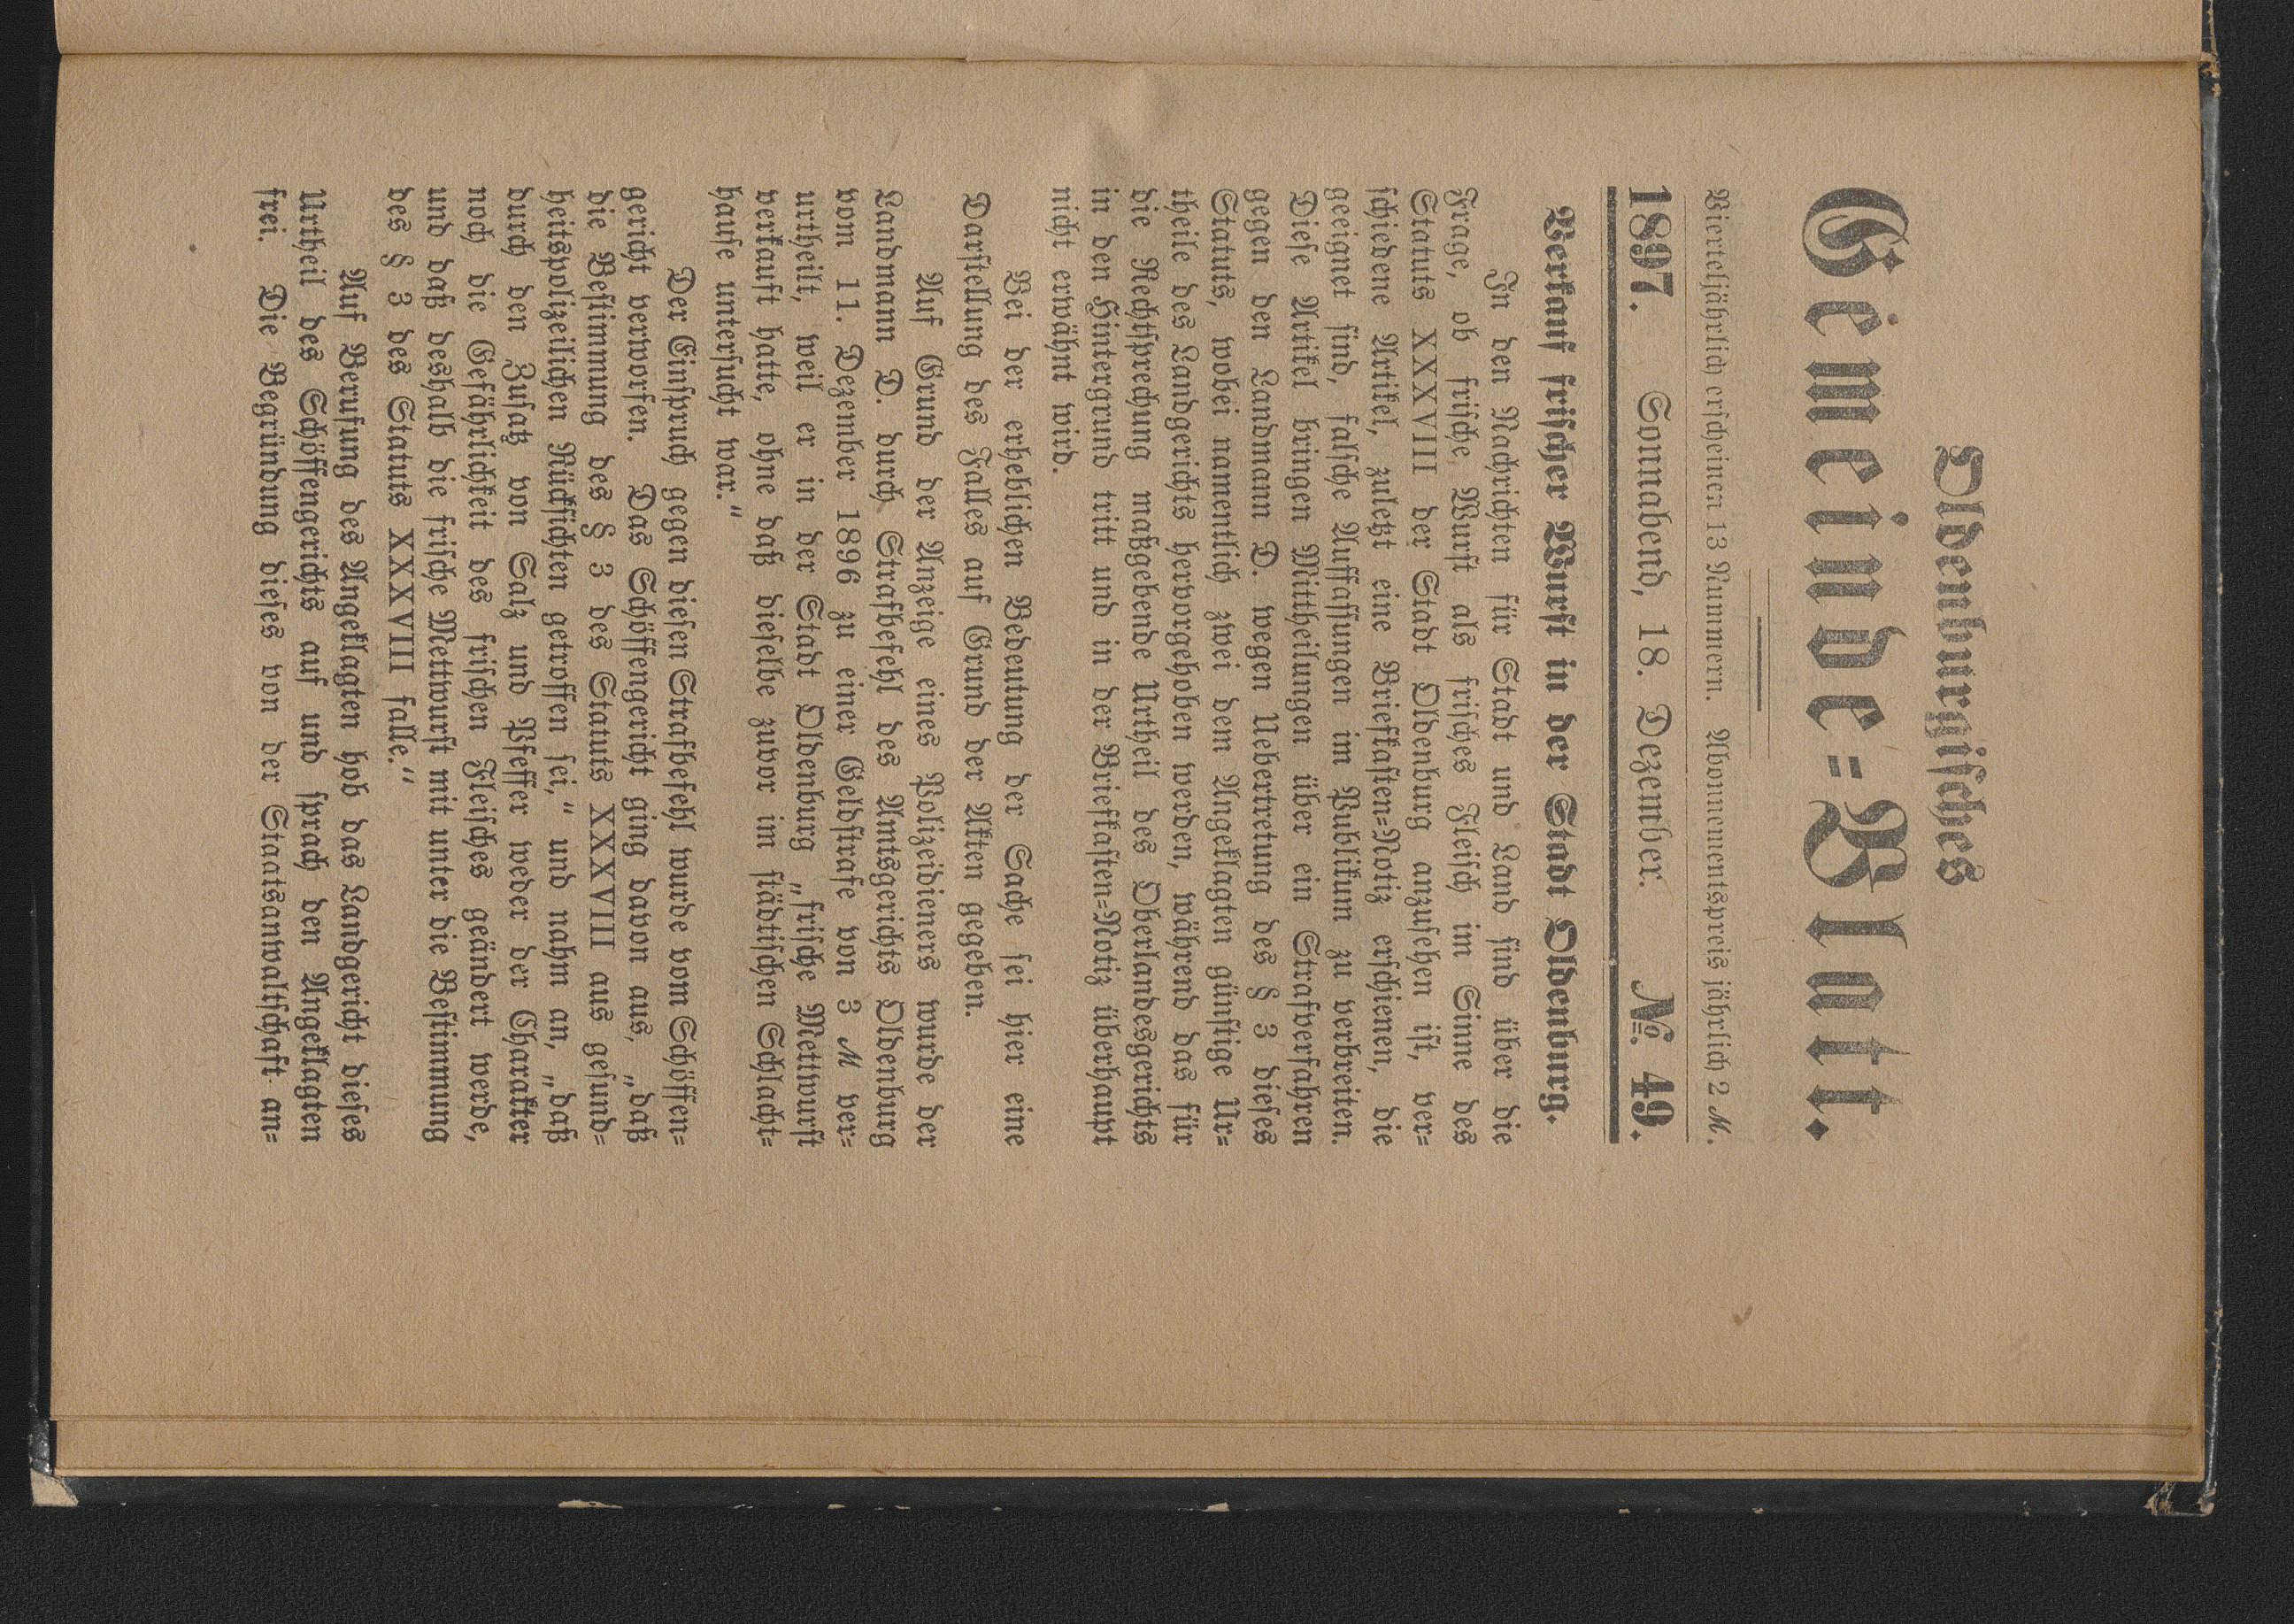 Oldenburgisches
Gemeinde=Blatt.
Vierteljährlich erscheinen 13 Nummern. Abonnementspreis jährlich 2 ℳ.
1897. Sonnabend, 18. Dezember. №. 49.
Verkauf frischer Wurst in der Stadt Oldenburg.
In den Nachrichten für Stadt und Land sind über die
Frage, ob frische Wurst als frisches Fleisch im Sinne des
Statuts XXXVIII der Stadt Oldenburg anzusehen ist, ver=
schiedene Artikel, zuletzt eine Briefkasten=Notiz erschienen, die
geeignet sind, falsche Auffassungen im Publikum zu verbreiten.
Diese Artikel bringen Mittheilungen über ein Strafverfahren
gegen den Landmann D. wegen Uebertretung des § 3 dieses
Statuts, wobei namentlich zwei dem Angeklagten günstige Ur=
theile des Landgerichts hervorgehoben werden, während das für
die Rechtsprechung maßgebende Urtheil des Oberlandesgerichts
in den Hintergrund tritt und in der Briefkasten=Notiz überhaupt
nicht erwähnt wird.
Bei der erheblichen Bedeutung der Sache sei hier eine
Darstellung des Falles auf Grund der Akten gegeben.
Auf Grund der Anzeige eines Polizeidieners wurde der
Landmann D. durch Strafbefehl des Amtsgerichts Oldenburg
vom 11. Dezember 1896 zu einer Geldstrafe von 3 ℳ ver=
urtheilt, weil er in der Stadt Oldenburg „frische Mettwurst
verkauft hatte, ohne daß dieselbe zuvor im städtischen Schlacht=
hause untersucht war.“
Der Einspruch gegen diesen Strafbefehl wurde vom Schöffen=
gericht verworfen. Das Schöffengericht ging davon aus, „daß
die Bestimmung des § 3 des Statuts XXXVIII aus gesund=
heitspolizeilichen Rücksichten getroffen sei,“ und nahm an, „daß
durch den Zusatz von Salz und Pfeffer weder der Charakter
noch die Gefährlichkeit des frischen Fleisches geändert werde,
und daß deshalb die frische Mettwurst mit unter die Bestimmung
des § 3 des Statuts XXXVIII falle.“
Auf Berufung des Angeklagten hob das Landgericht dieses
Urtheil des Schöffengerichts auf und sprach den Angeklagten
frei. Die Begründung dieses von der Staatsanwaltschaft an=